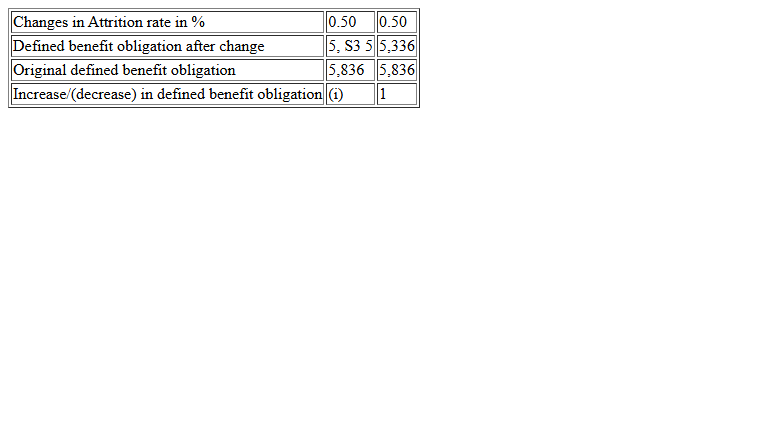 Changes in Attrition rate in % 0.50 0.50
Defined benefit obligation after change 5, S3 5 5,336
Original defined benefit obligation 5,836 5,836
Increase/(decrease) in defined benefit obligation (i) 1